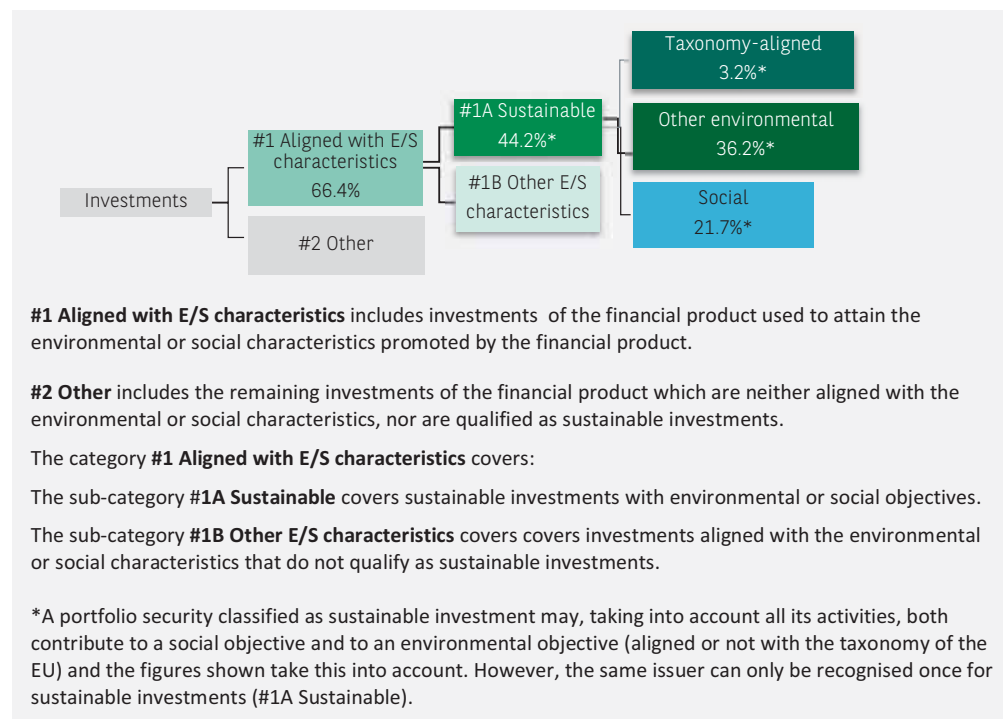 Taxonomy-aligned
3.2%*
#1A Sustainable
44.2%*
Other environmental
36.2%*
#1 Aligned with E/S
characteristics
66.4%
#1B Other E/S
characteristics
Investments
Social
21.7%*
#2 Other
#1 Aligned with E/S characteristics includes investments of the financial product used to attain the
environmental or social characteristics promoted by the financial product.
#2 Other includes the remaining investments of the financial product which are neither aligned with the
environmental or social characteristics, nor are qualified as sustainable investments.
The category #1 Aligned with E/S characteristics covers:
The sub-category #1A Sustainable covers sustainable investments with environmental or social objectives.
The sub-category #1B Other E/S characteristics covers covers investments aligned with the environmental
or social characteristics that do not qualify as sustainable investments.
*A portfolio security classified as sustainable investment may, taking into account all its activities, both
contribute to a social objective and to an environmental objective (aligned or not with the taxonomy of the
EU) and the figures shown take this into account. However, the same issuer can only be recognised once for
sustainable investments (#1A Sustainable).